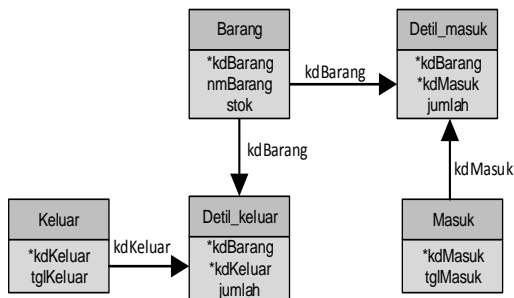 Barang
*kdBarang
nmBarang
stok
kdBarang
Detil_masuk
*kdBarang
*kdMasuk
jumlah
kdBarang
kdMasuk
Keluar
*kdKeluar
tglKeluar
kdKeluar
Detil_keluar
*kdBarang
*kdKeluar
jumlah
Masuk
*kdMasuk
tglMasuk